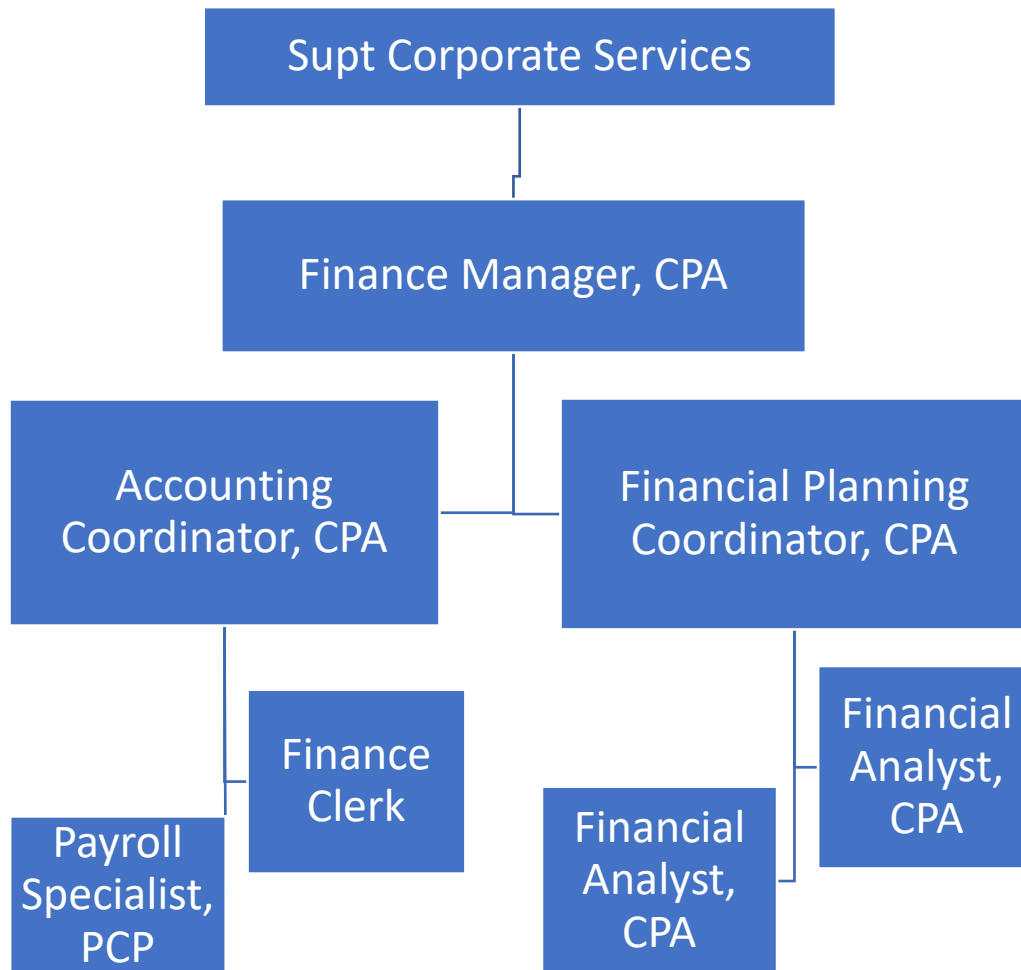 Supt Corporate Services
Finance Manager, CPA
Accounting
Coordinator, CPA
Financial Planning
Coordinator, CPA
Finance
Clerk
Payroll
Specialist,
PCP
Financial
Analyst,
CPA
Financial
Analyst,
CPA